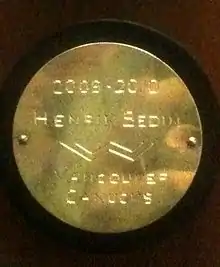 2009-2010
HENRIK SEDIN
VANCOUVER
CANUCKS